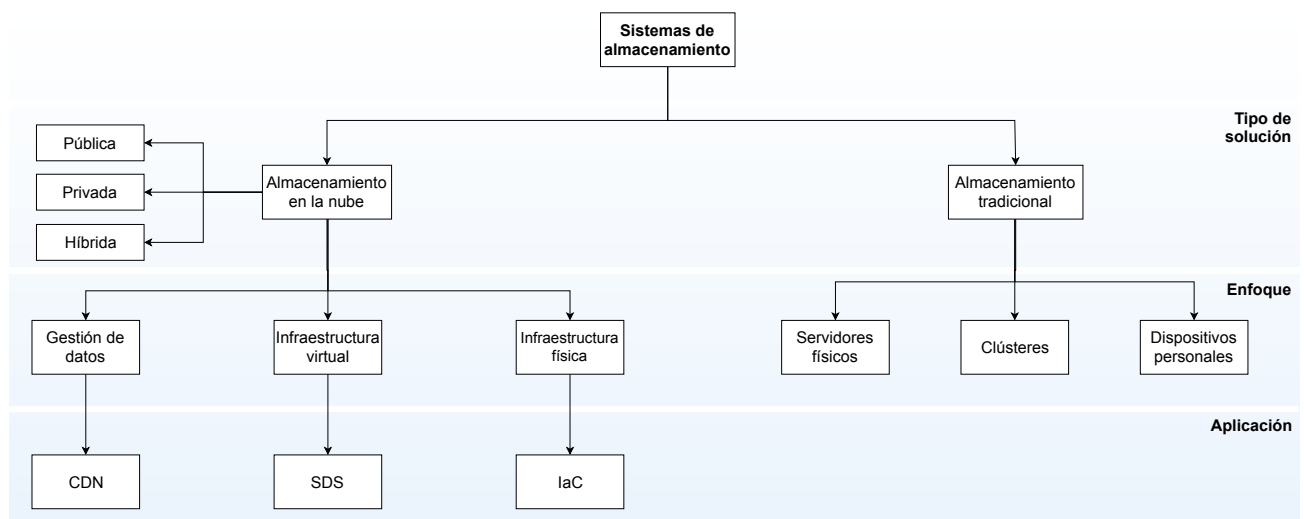 Sistemas de
almacenamiento
Tipo de
solución
Pública
Privada
Híbrida
Almacenamiento
en la nube
Almacenamiento
tradicional
Enfoque
Gestión de
datos
Infraestructura
virtual
Infraestructura
física
Servidores
físicos
Clústeres
Dispositivos
personales
Aplicación
CDN
SDS
IaC